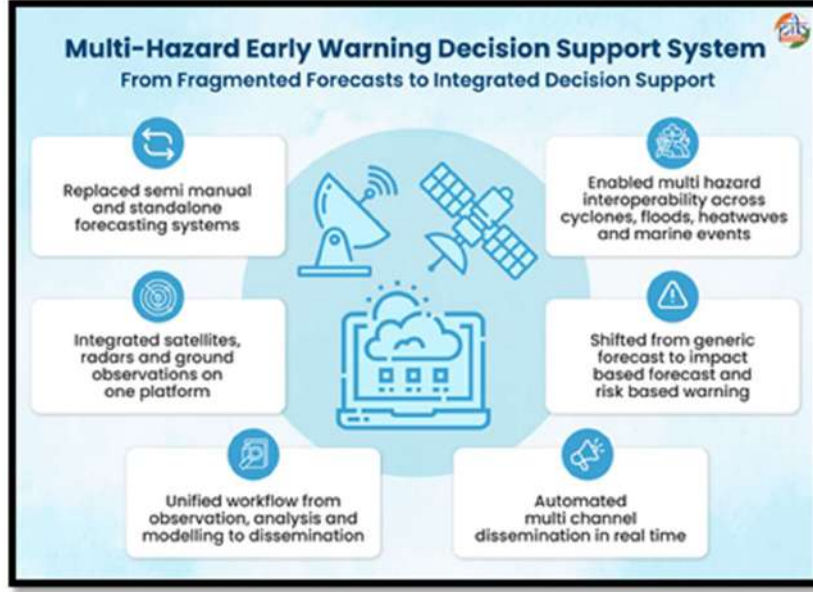 Multi-Hazard Early Warning Decision Support System
From Fragmented Forecasts to Integrated Decision Support
Replaced semi manual
and standalone
forecasting systems
Enabled multi hazard
interoperability across
cyclones, floods, heatwaves
and marine events
Integrated satellites,
radars and ground
observations on
one platform
Shifted from generic
forecast to impact
based forecast and
risk based warning
Unified workflow from
observation, analysis and
modelling to dissemination
Automated
multi channel
dissemination in real time